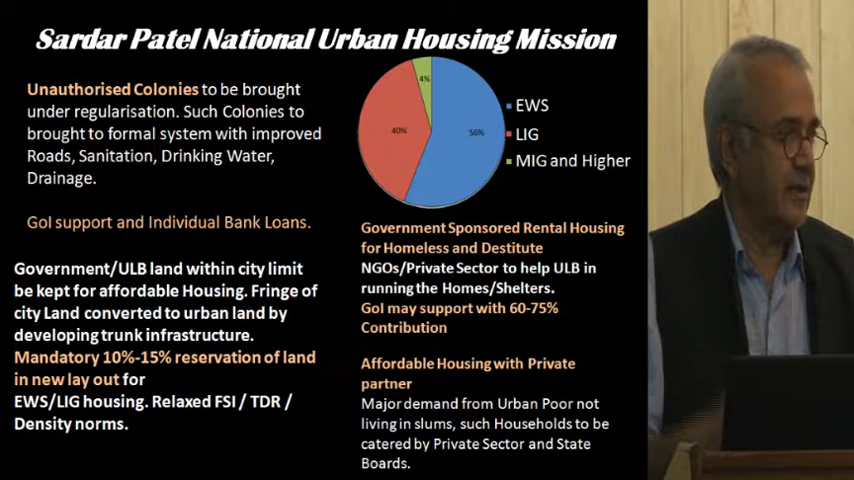 Sardar Patel National Urban Housing Mission
Unauthorised Colonies to be brought
under regularisation. Such Colonies to
brought to formal system with improved
Roads, Sanitation, Drinking Water,
Drainage.
GoI support and Individual Bank Loans.
Government/ULB land within city limit
be kept for affordable Housing. Fringe of
city Land converted to urban land by
developing trunk infrastructure.
Mandatory 10%-15% reservation of land
in new lay out for
EWS/LIG housing. Relaxed FSI / TDR /
Density norms.
4%
40%
56%
EWS
LIG
MIG and Higher
Government Sponsored Rental Housing
for Homeless and Destitute
NGOs/Private Sector to help ULB in
running the Homes/Shelters.
GoI may support with 60-75%
Contribution
Affordable Housing with Private
partner
Major demand from Urban Poor not
living in slums, such Households to be
catered by Private Sector and State
Boards.